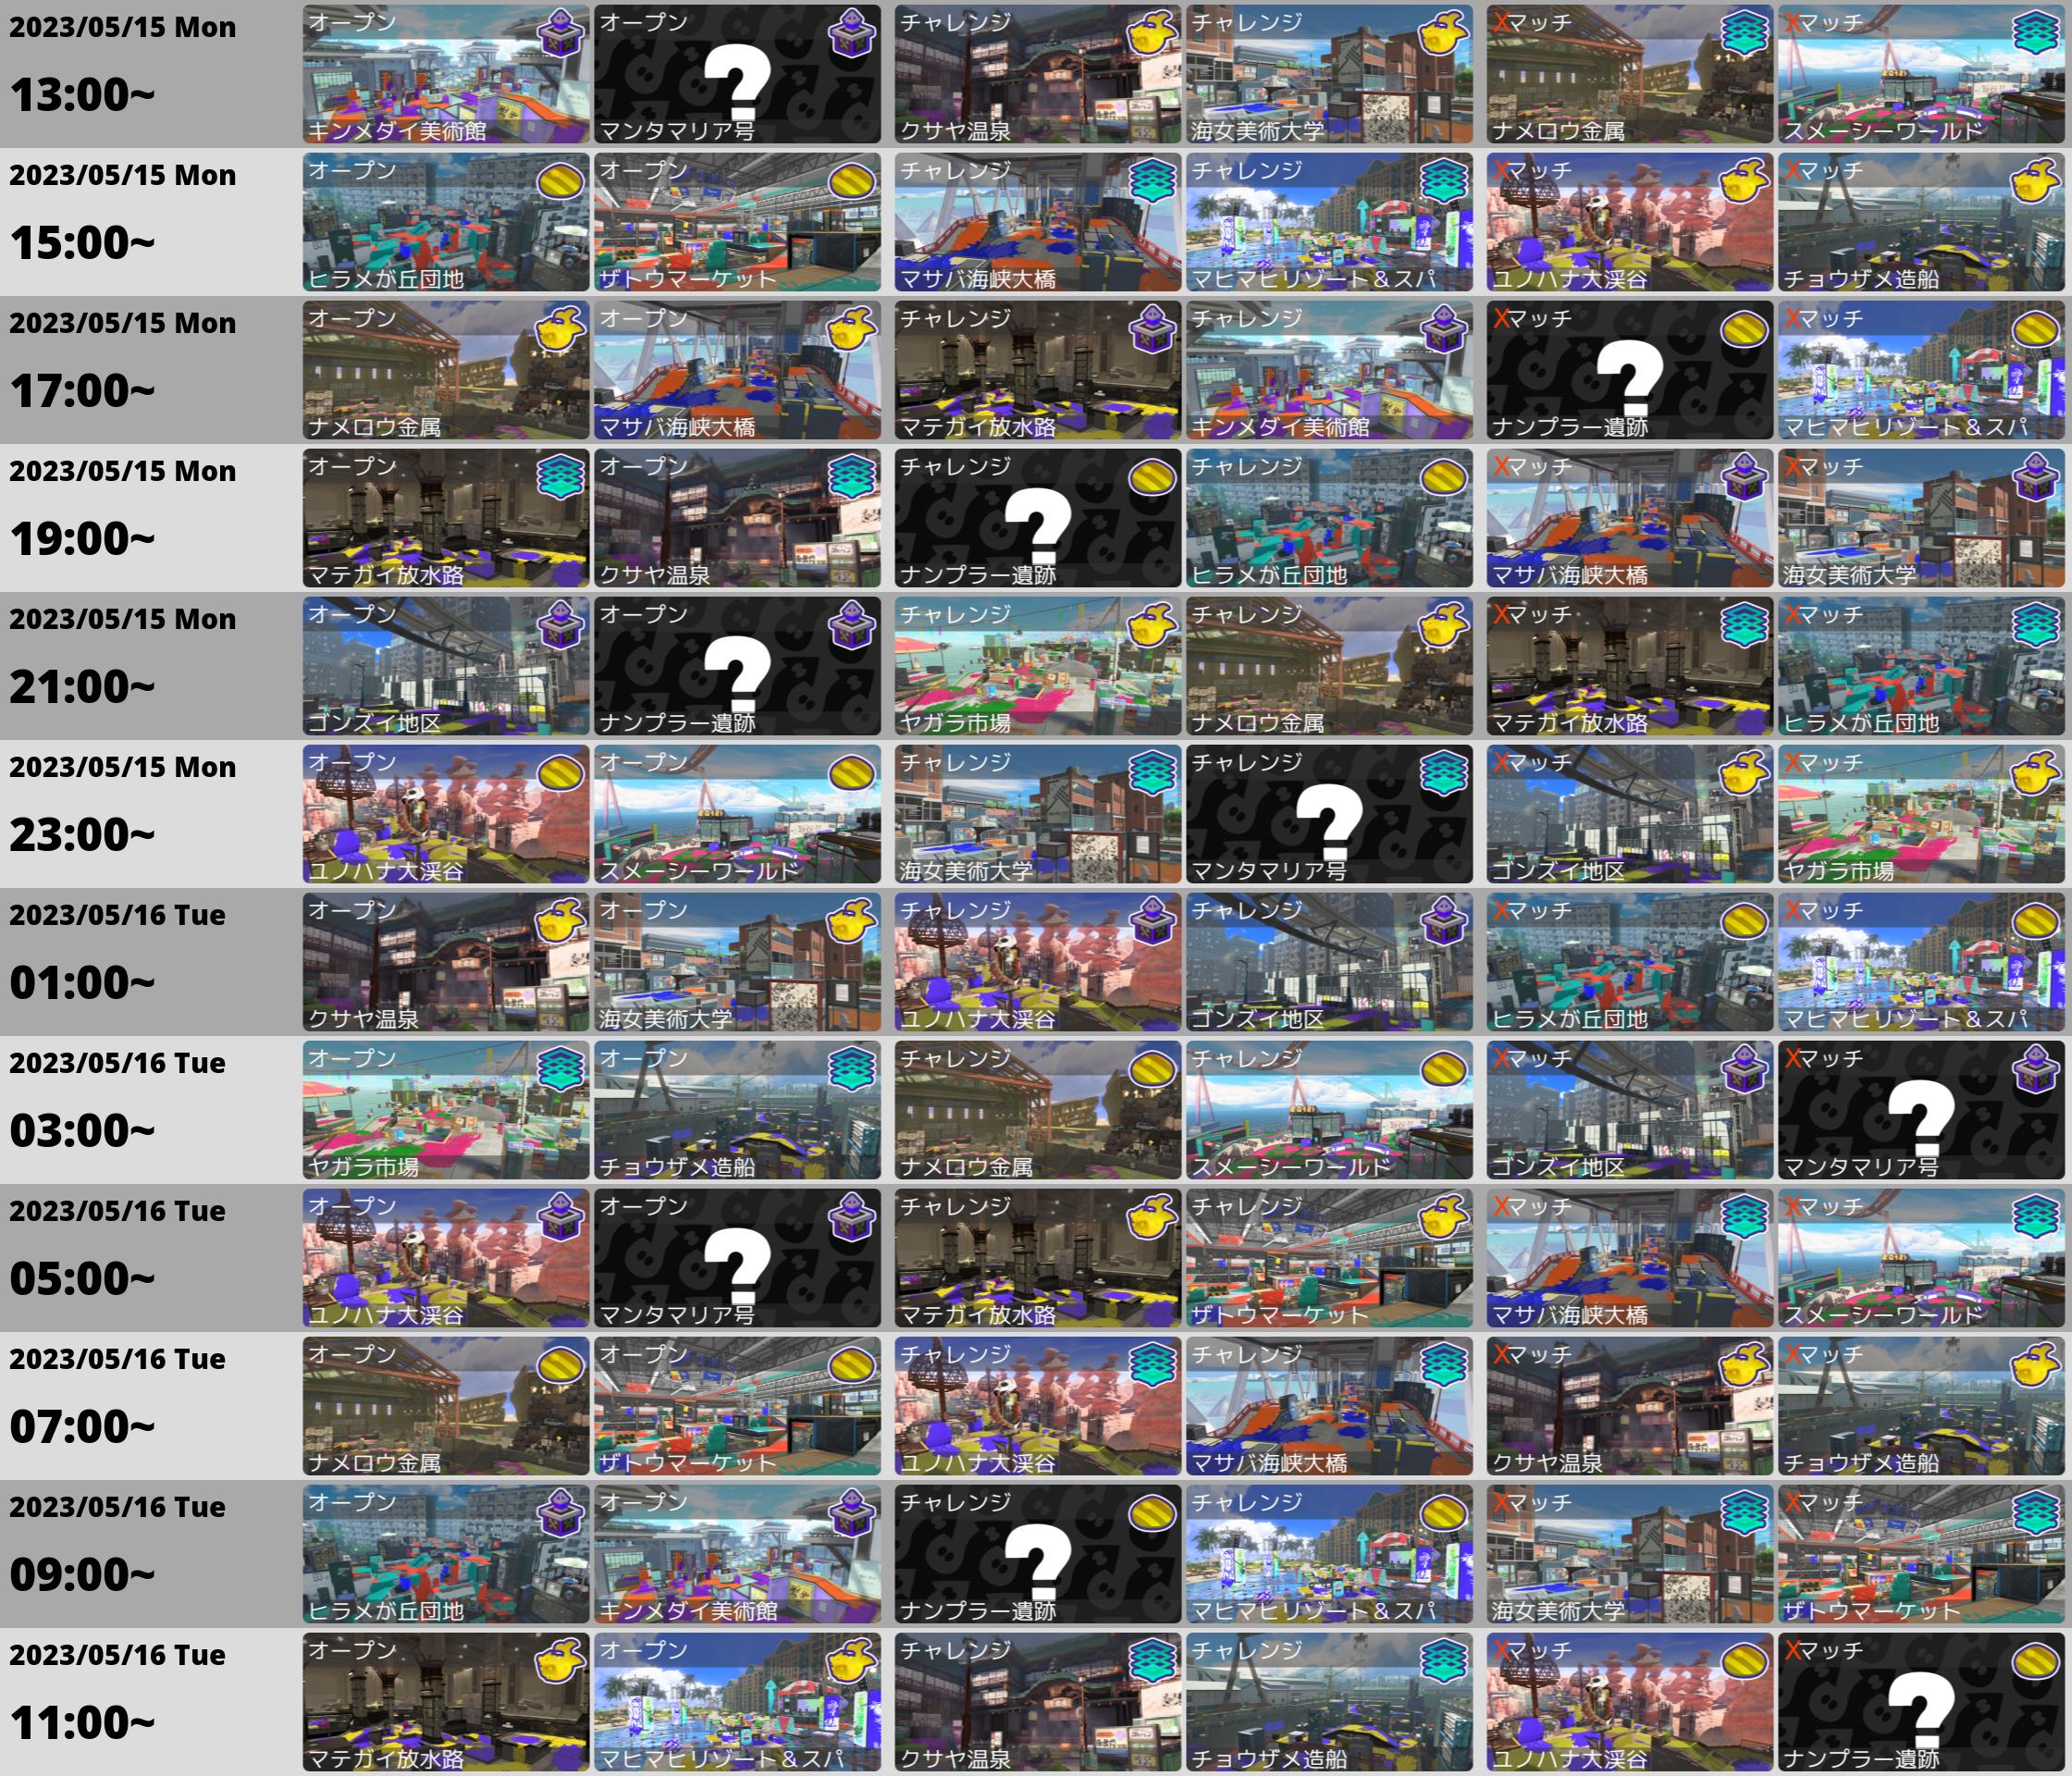 2023/05/15 Mon
13:00~
オープン
キンメダイ美術館
オープン
マンタマリア号
チャレンジ
クサヤ温泉
チャレンジ
海女美術大学
Xマッチ
ナメロウ金属
Xマッチ
スメーシーワールド
2023/05/15 Mon
15:00~
オープン
ヒラメが丘団地
オープン
ザトウマーケット
チャレンジ
マサバ海峡大橋
チャレンジ
マヒマヒリゾート＆スパ
Xマッチ
ユノハナ大渓谷
Xマッチ
チョウザメ造船
2023/05/15 Mon
17:00~
オープン
ナメロウ金属
オープン
マサバ海峡大橋
チャレンジ
マテガイ放水路
チャレンジ
キンメダイ美術館
Xマッチ
ナンプラー遺跡
Xマッチ
マヒマヒリゾート＆スパ
2023/05/15 Mon
19:00~
オープン
マテガイ放水路
オープン
クサヤ温泉
チャレンジ
ナンプラー遺跡
チャレンジ
ヒラメが丘団地
Xマッチ
マサバ海峡大橋
Xマッチ
海女美術大学
2023/05/15 Mon
21:00~
オープン
ゴンズイ地区
オープン
ナンプラー遺跡
チャレンジ
ヤガラ市場
チャレンジ
ナメロウ金属
Xマッチ
マテガイ放水路
Xマッチ
ヒラメが丘団地
2023/05/15 Mon
23:00~
オープン
ユノハナ大渓谷
オープン
スメーシーワールド
チャレンジ
海女美術大学
チャレンジ
マンタマリア号
Xマッチ
ゴンズイ地区
Xマッチ
ヤガラ市場
2023/05/16 Tue
01:00~
オープン
クサヤ温泉
オープン
海女美術大学
チャレンジ
ユノハナ大渓谷
チャレンジ
ゴンズイ地区
Xマッチ
ヒラメが丘団地
Xマッチ
マヒマヒリゾート＆スパ
2023/05/16 Tue
03:00~
オープン
ヤガラ市場
オープン
チョウザメ造船
チャレンジ
ナメロウ金属
チャレンジ
スメーシーワールド
Xマッチ
ゴンズイ地区
Xマッチ
マンタマリア号
2023/05/16 Tue
05:00~
オープン
ユノハナ大渓谷
オープン
マンタマリア号
チャレンジ
マテガイ放水路
チャレンジ
ザトウマーケット
Xマッチ
マサバ海峡大橋
Xマッチ
スメーシーワールド
2023/05/16 Tue
07:00~
オープン
ナメロウ金属
オープン
ザトウマーケット
チャレンジ
ユノハナ大渓谷
チャレンジ
マサバ海峡大橋
Xマッチ
クサヤ温泉
Xマッチ
チョウザメ造船
2023/05/16 Tue
09:00~
オープン
ヒラメが丘団地
オープン
キンメダイ美術館
チャレンジ
ナンプラー遺跡
チャレンジ
マヒマヒリゾート＆スパ
Xマッチ
海女美術大学
Xマッチ
ザトウマーケット
2023/05/16 Tue
11:00~
オープン
マテガイ放水路
オープン
マヒマヒリゾート＆スパ
チャレンジ
クサヤ温泉
チャレンジ
チョウザメ造船
Xマッチ
ユノハナ大渓谷
Xマッチ
ナンプラー遺跡